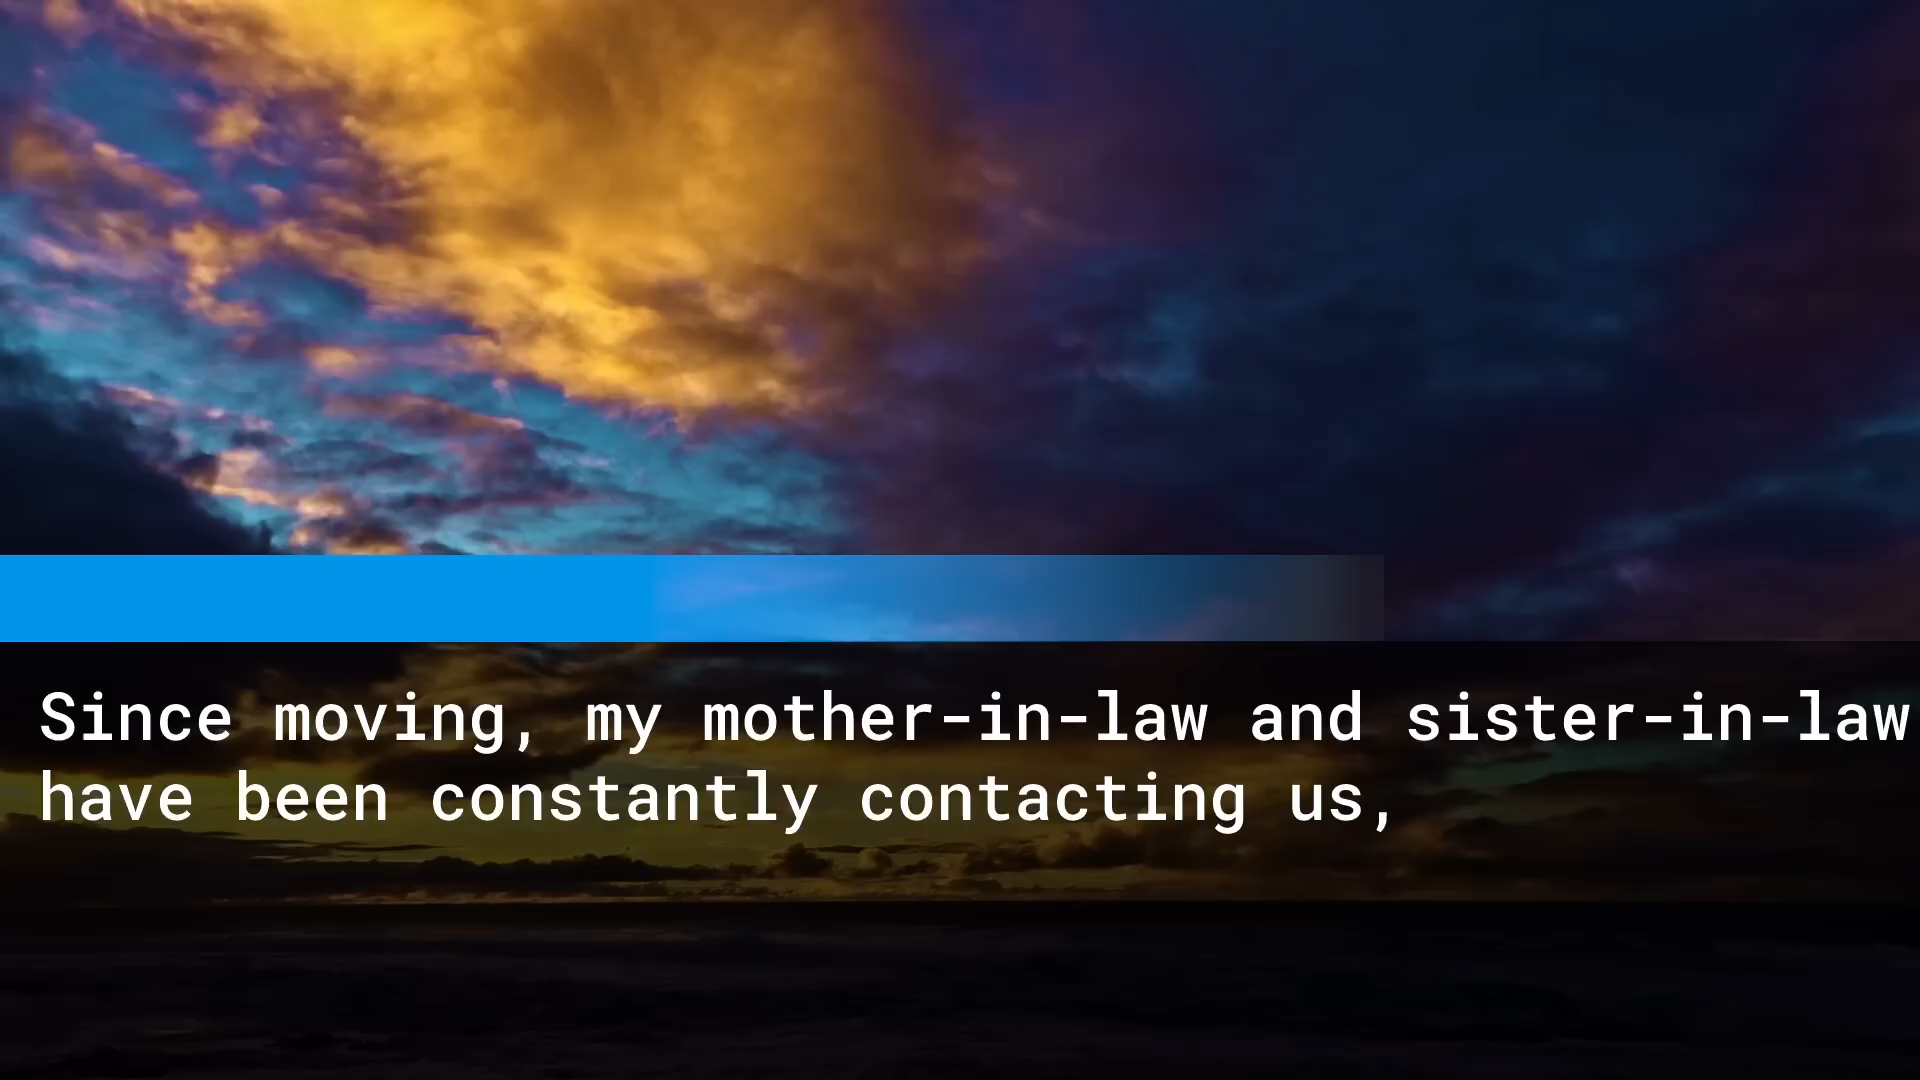 Since moving, my mother-in-law and sister-in-law
have been constantly contacting us,